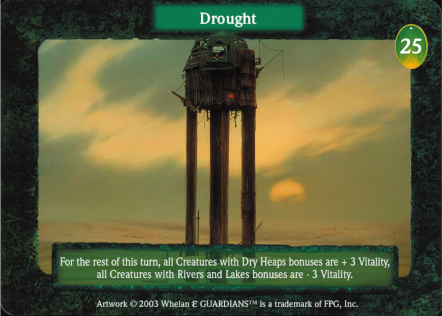 Drought
25
For the rest of this turn, all Creatures with Dry Heaps bonuses are + 3 Vitality,
all Creatures with Rivers and Lakes bonuses are - 3 Vitality.
Artwork © 2003 Whelan & GUARDIANS™ is a trademark of FPG, Inc.